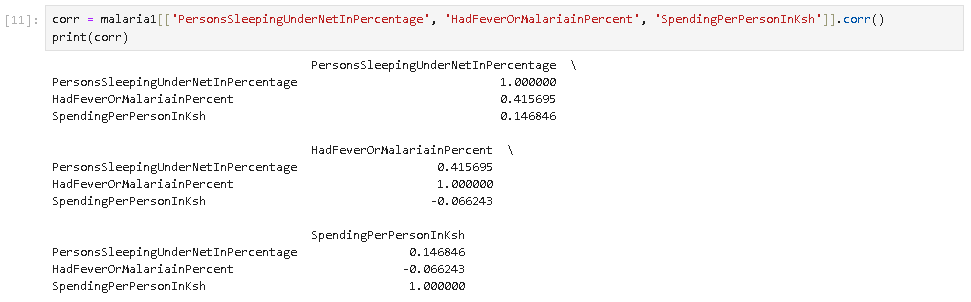 [11]: corr = malaria1[['PersonsSleepingUnderNetInPercentage', 'HadFeverOrMalariainPercent', 'SpendingPerPersonInKsh']].corr()
print(corr)
PersonsSleepingUnderNetInPercentage \
PersonsSleepingUnderNetInPercentage 1.000000
HadFeverOrMalariainPercent 0.415695
SpendingPerPersonInKsh 0.146846
HadFeverOrMalariainPercent \
PersonsSleepingUnderNetInPercentage 0.415695
HadFeverOrMalariainPercent 1.000000
SpendingPerPersonInKsh -0.066243
SpendingPerPersonInKsh
PersonsSleepingUnderNetInPercentage 0.146846
HadFeverOrMalariainPercent -0.066243
SpendingPerPersonInKsh 1.000000